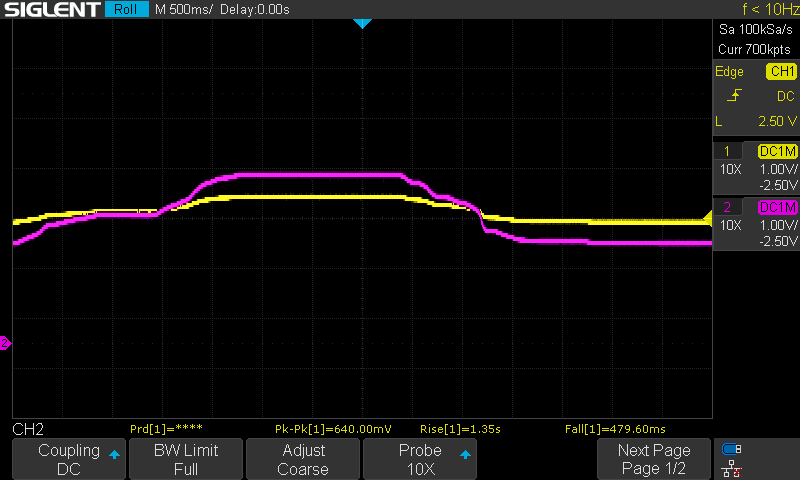 SIGLENT Roll M 500ms/ Delay:0.00s f < 10Hz
Sa 100kSa/s
Curr 700kpts
Edge CH1
DC
L 2.50 V
1 DC1M
10X 1.00V/
-2.50V
2 DC1M
10X 1.00V/
-2.50V
2
CH2 Prd[1]=**** Pk-Pk[1]=640.00mV Rise[1]=1.35s Fall[1]=479.60ms
Coupling BW Limit Adjust Probe Next Page
DC Full Coarse 10X Page 1/2